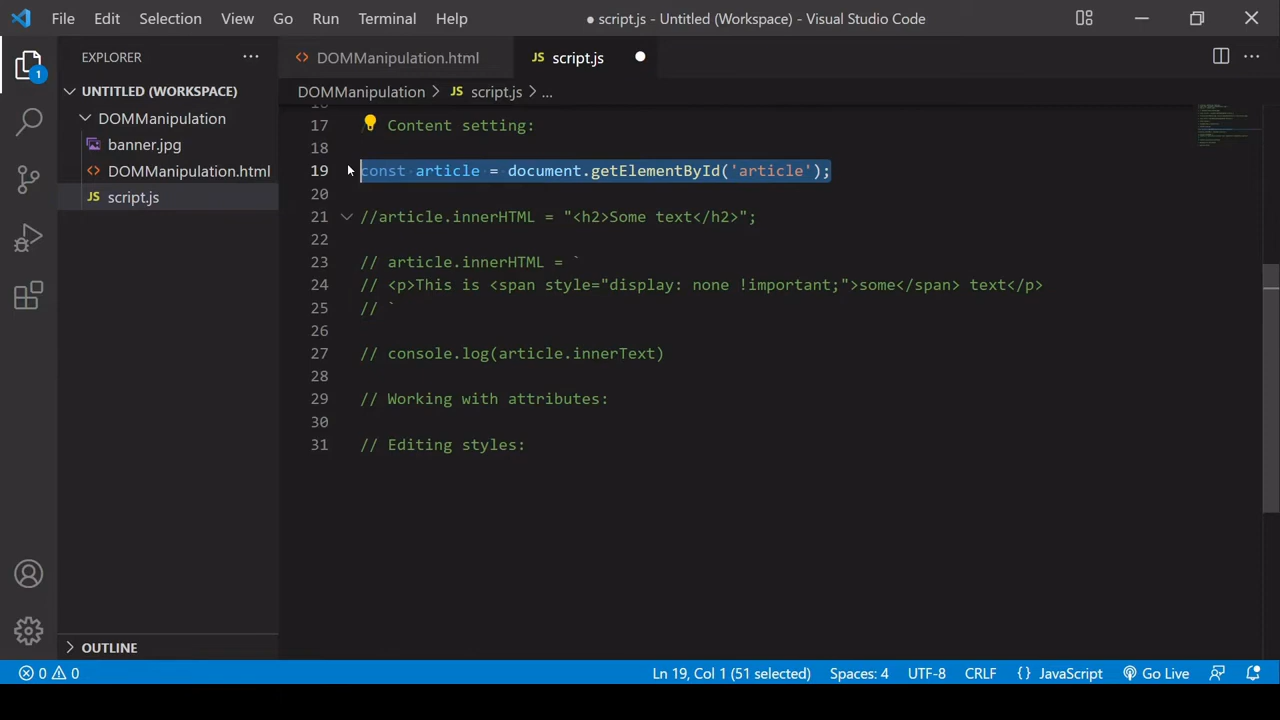 File Edit Selection View Go Run Terminal Help ● script.js - Untitled (Workspace) - Visual Studio Code
EXPLORER ··· DOMManipulation.html JS script.js
1
UNTITLED (WORKSPACE) DOMManipulation > JS script.js > ...
DOMManipulation
banner.jpg
DOMManipulation.html
JS script.js
17 Content setting:
18
19 const article = document.getElementById('article');
20
21 //article.innerHTML = "<h2>Some text</h2>";
22
23 // article.innerHTML = `
24 // <p>This is <span style="display: none !important;">some</span> text</p>
25 // `
26
27 // console.log(article.innerText)
28
29 // Working with attributes:
30
31 // Editing styles:
OUTLINE
0 0 Ln 19, Col 1 (51 selected) Spaces: 4 UTF-8 CRLF {} JavaScript Go Live